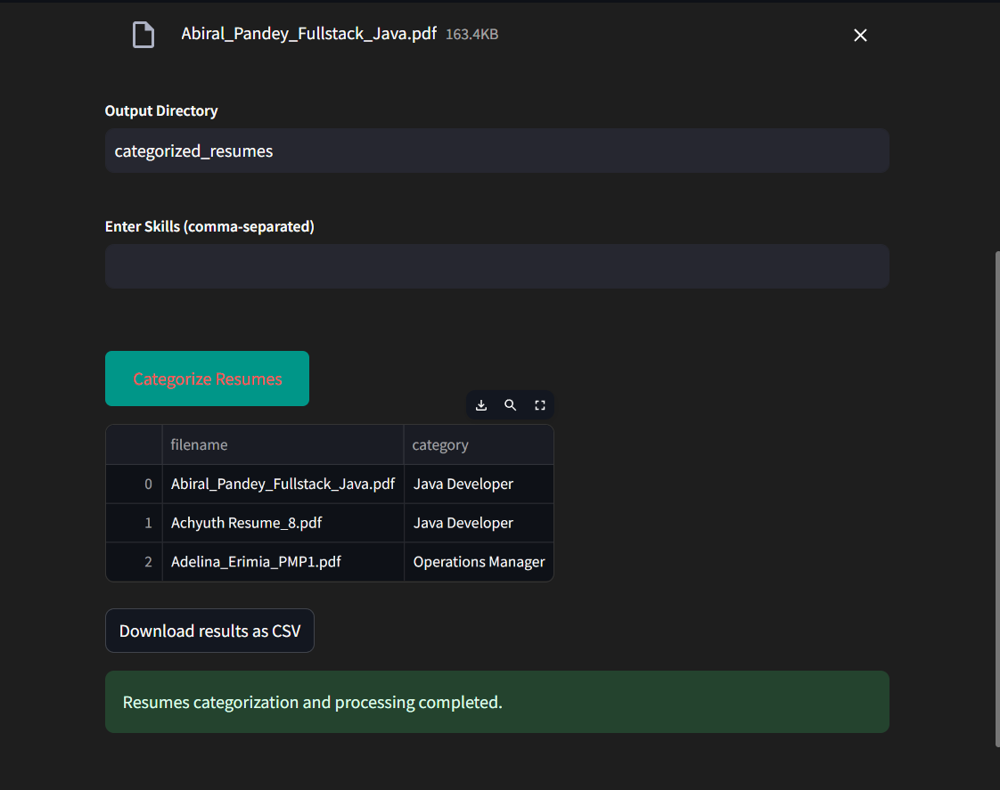 Abiral_Pandey_Fullstack_Java.pdf 163.4KB
Output Directory
categorized_resumes
Enter Skills (comma-separated)
Categorize Resumes
filename category
0 Abiral_Pandey_Fullstack_Java.pdf Java Developer
1 Achyuth Resume_8.pdf Java Developer
2 Adelina_Erimia_PMP1.pdf Operations Manager
Download results as CSV
Resumes categorization and processing completed.